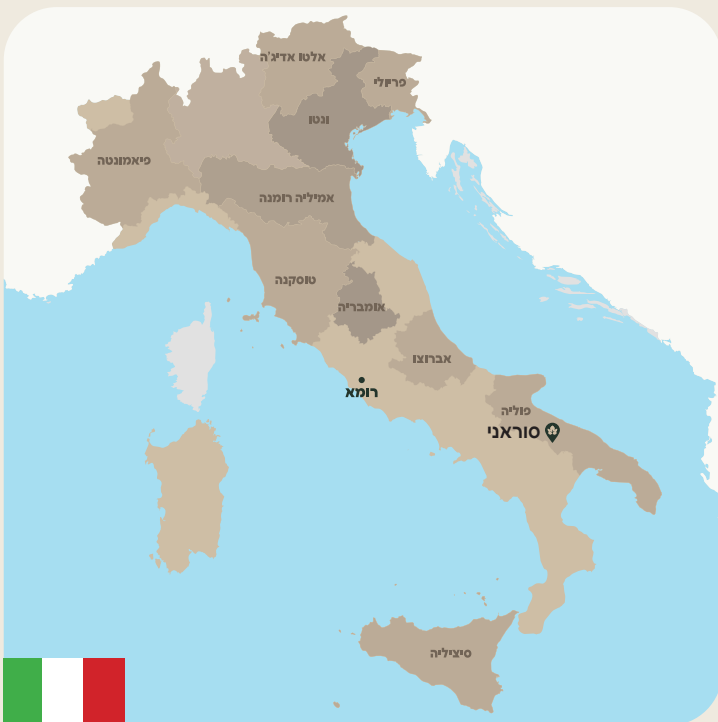 אלטו אדיג'ה
פריולי
ונטו
פיאמונטה
אמיליה רומנה
טוסקנה
אומבריה
אברוצו
רומא
פוליה
סוראני
סיציליה